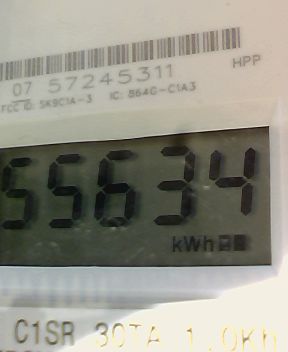 07 57245311
HPP
FCC ID: SK9C1A-3 IC: 864G-C1A3
55634
kWh
C1SR 30TA 1.0Kh